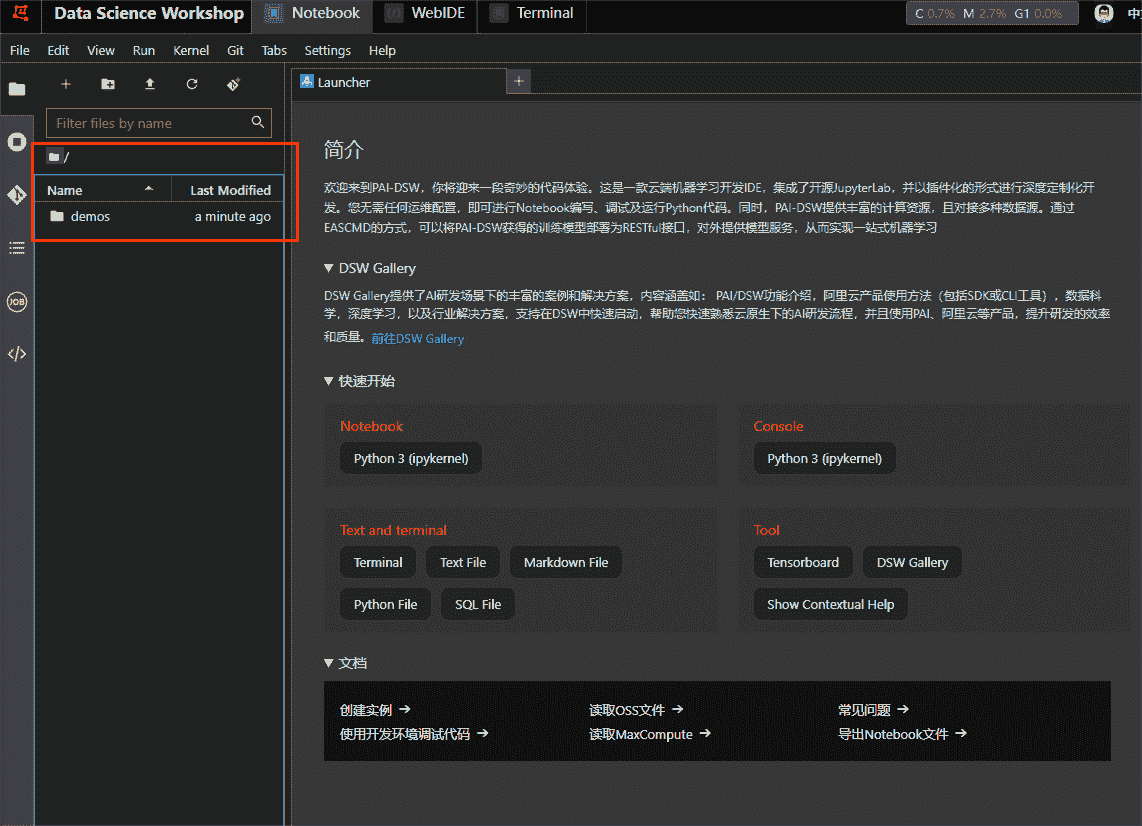 Data Science Workshop Notebook WebIDE Terminal C 0.7% M 2.7% G1 0.0%
File Edit View Run Kernel Git Tabs Settings Help
Launcher
Filter files by name
/
Name Last Modified
demos a minute ago
JOB
简介
欢迎来到PAI-DSW，你将迎来一段奇妙的代码体验。这是一款云端机器学习开发IDE，集成了开源JupyterLab，并以插件化的形式进行深度定制化开
发。您无需任何运维配置，即可进行Notebook编写、调试及运行Python代码。同时，PAI-DSW提供丰富的计算资源，且对接多种数据源。通过
EASCMD的方式，可以将PAI-DSW获得的训练模型部署为RESTful接口，对外提供模型服务，从而实现一站式机器学习
DSW Gallery
DSW Gallery提供了AI研发场景下的丰富的案例和解决方案，内容涵盖如： PAI/DSW功能介绍，阿里云产品使用方法（包括SDK或CLI工具），数据科
学，深度学习，以及行业解决方案，支持在DSW中快速启动，帮助您快速熟悉云原生下的AI研发流程，并且使用PAI、阿里云等产品，提升研发的效率
和质量。前往DSW Gallery
快速开始
Notebook
Python 3 (ipykernel)
Console
Python 3 (ipykernel)
Text and terminal
Terminal Text File Markdown File
Python File SQL File
Tool
Tensorboard DSW Gallery
Show Contextual Help
文档
创建实例 → 读取OSS文件 → 常见问题 →
使用开发环境调试代码 → 读取MaxCompute → 导出Notebook文件 →